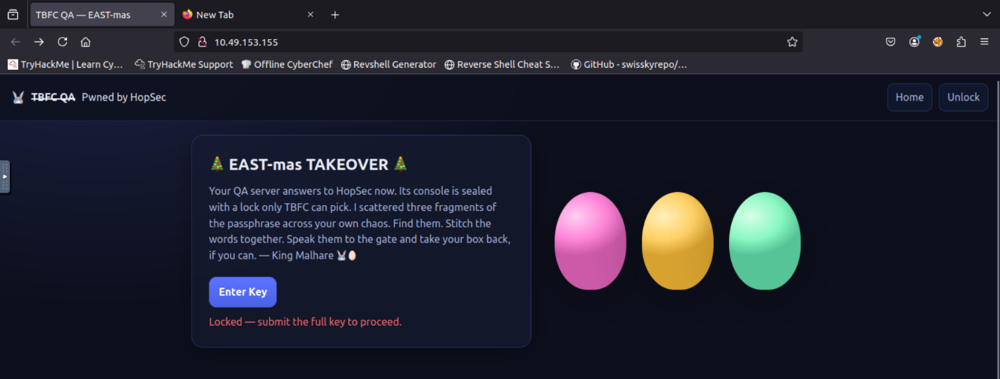 TBFC QA — EAST-mas
New Tab
10.49.153.155
TryHackMe | Learn Cy…
TryHackMe Support
Offline CyberChef
Revshell Generator
Reverse Shell Cheat S…
GitHub - swisskyrepo/…
TBFC QA Pwned by HopSec
Home
Unlock
EAST-mas TAKEOVER
Your QA server answers to HopSec now. Its console is sealed
with a lock only TBFC can pick. I scattered three fragments of
the passphrase across your own chaos. Find them. Stitch the
words together. Speak them to the gate and take your box back,
if you can. — King Malhare 🐰🥚
Enter Key
Locked — submit the full key to proceed.